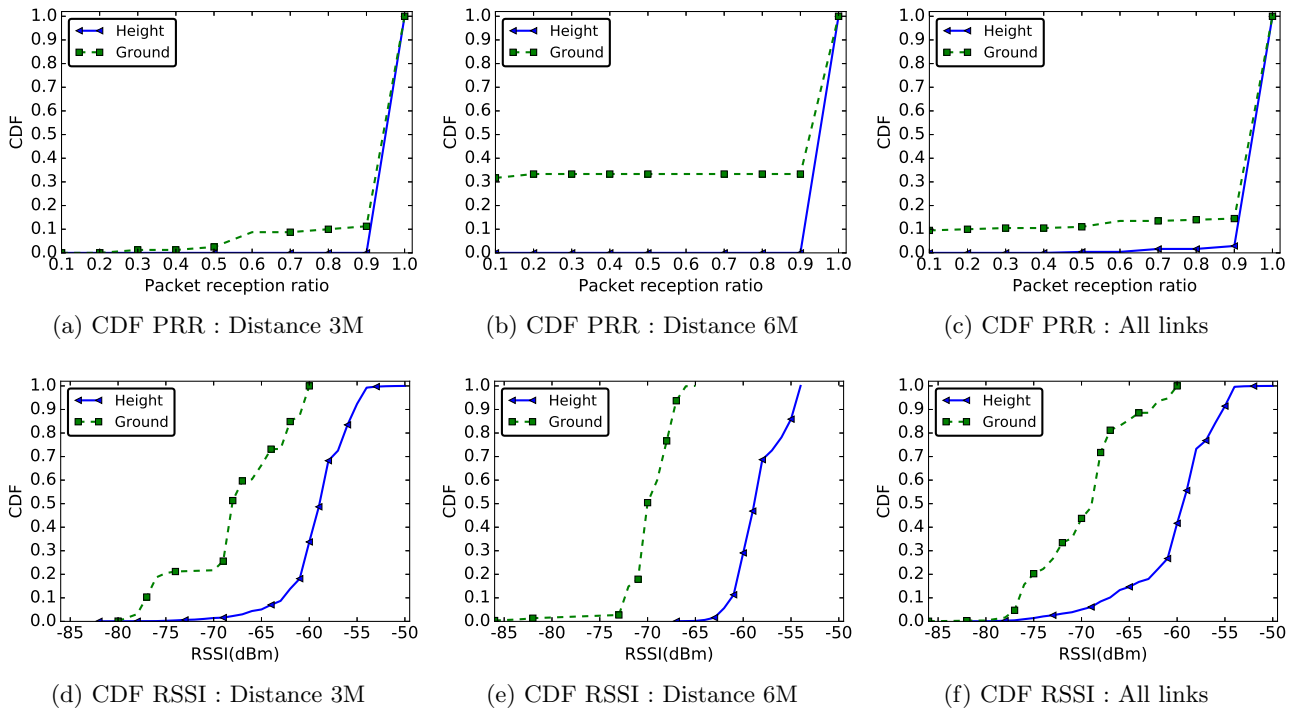 1.0
0.9
0.8
0.7
0.6
0.5
0.4
0.3
0.2
0.1
0.0
CDF
Height
Ground
0.1 0.2 0.3 0.4 0.5 0.6 0.7 0.8 0.9 1.0
Packet reception ratio
(a) CDF PRR : Distance 3M
1.0
0.9
0.8
0.7
0.6
0.5
0.4
0.3
0.2
0.1
0.0
CDF
Height
Ground
0.1 0.2 0.3 0.4 0.5 0.6 0.7 0.8 0.9 1.0
Packet reception ratio
(b) CDF PRR : Distance 6M
1.0
0.9
0.8
0.7
0.6
0.5
0.4
0.3
0.2
0.1
0.0
CDF
Height
Ground
0.1 0.2 0.3 0.4 0.5 0.6 0.7 0.8 0.9 1.0
Packet reception ratio
(c) CDF PRR : All links
1.0
0.9
0.8
0.7
0.6
0.5
0.4
0.3
0.2
0.1
0.0
CDF
Height
Ground
-85 -80 -75 -70 -65 -60 -55 -50
RSSI(dBm)
(d) CDF RSSI : Distance 3M
1.0
0.9
0.8
0.7
0.6
0.5
0.4
0.3
0.2
0.1
0.0
CDF
Height
Ground
-85 -80 -75 -70 -65 -60 -55 -50
RSSI(dBm)
(e) CDF RSSI : Distance 6M
1.0
0.9
0.8
0.7
0.6
0.5
0.4
0.3
0.2
0.1
0.0
CDF
Height
Ground
-85 -80 -75 -70 -65 -60 -55 -50
RSSI(dBm)
(f) CDF RSSI : All links